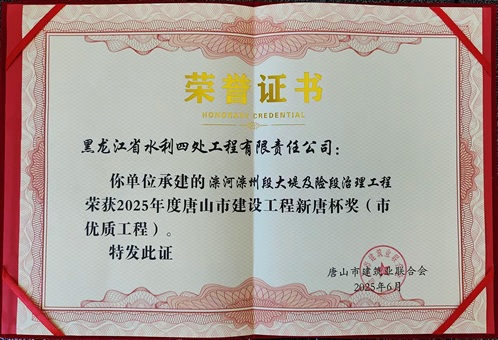 荣誉证书
HONORARY CREDENTIAL
黑龙江省水利四处工程有限责任公司：
你单位承建的 滦河滦州段大堤及险段治理工程
荣获2025年度唐山市建设工程新唐杯奖（市
优质工程）。
特发此证
唐山市建筑业联合会
2025年6月